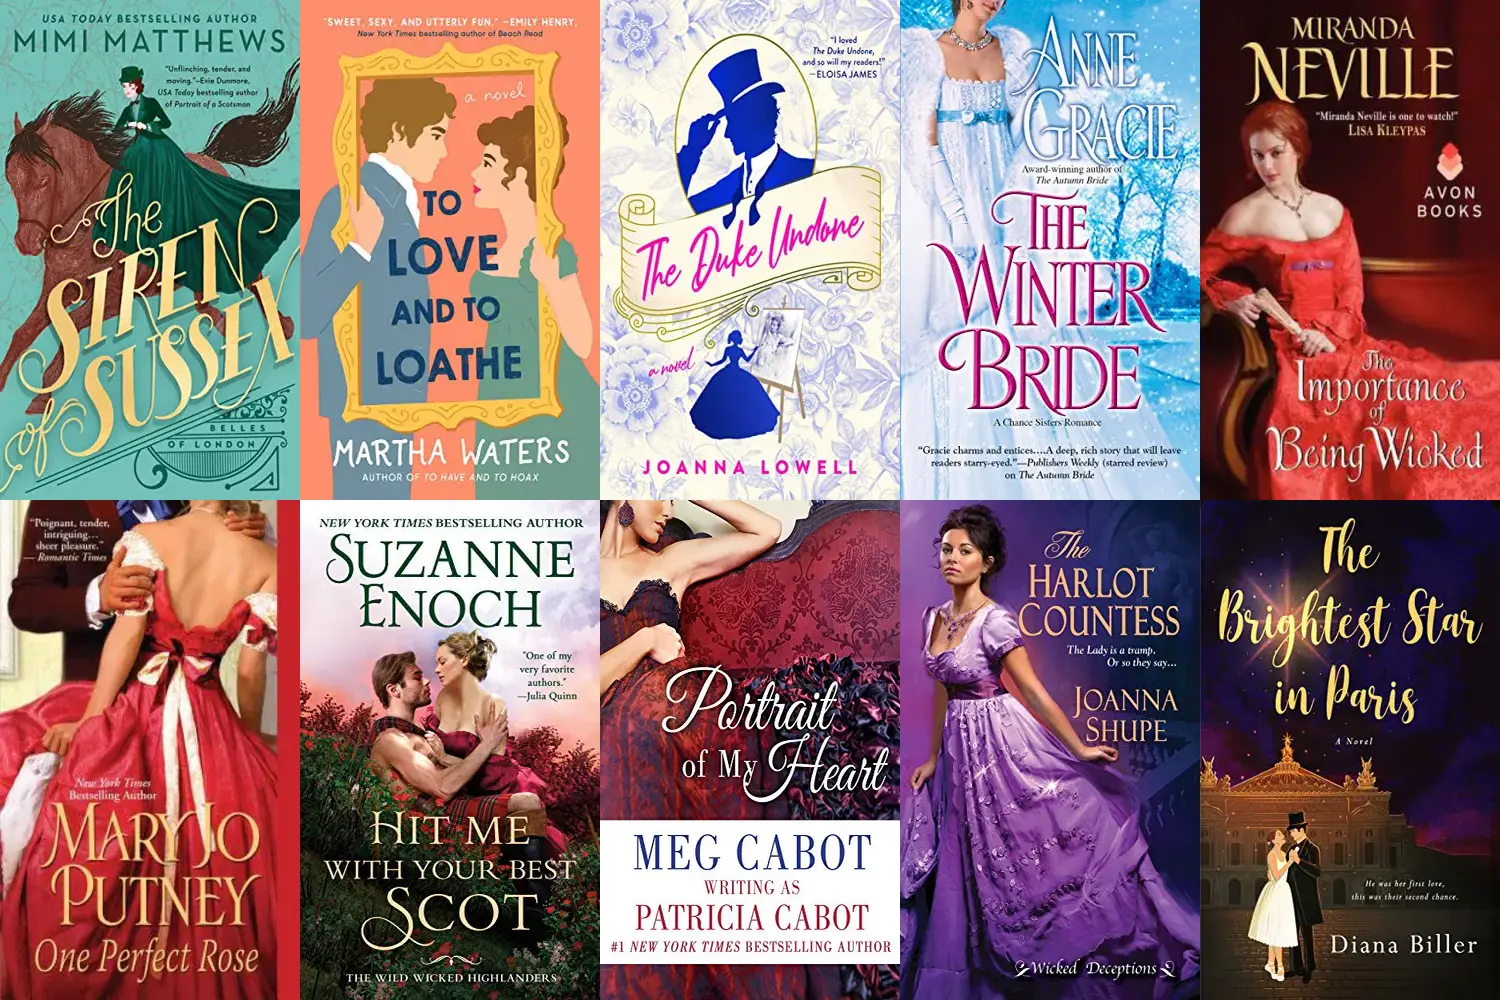 USA TODAY BESTSELLING AUTHOR
MIMI MATTHEWS
"Unflinching, tender, and
moving."—Evie Dunmore,
USA Today bestselling author
of Portrait of a Scotsman
The
SIREN
of SUSSEX
BELLES
OF LONDON
"SWEET, SEXY, AND UTTERLY FUN." —EMILY HENRY,
New York Times bestselling author of Beach Read
a novel
TO
LOVE
AND TO
LOATHE
MARTHA WATERS
AUTHOR OF TO HAVE AND TO HOAX
"I loved
The Duke Undone,
and so will my readers!"
—ELOISA JAMES
The Duke Undone
a novel
JOANNA LOWELL
ANNE
GRACIE
Award-winning author of
The Autumn Bride
THE
WINTER
BRIDE
A Chance Sisters Romance
"Gracie charms and entices....A deep, rich story that will leave
readers starry-eyed."—Publishers Weekly (starred review)
on The Autumn Bride
MIRANDA
NEVILLE
"Miranda Neville is one to watch!"
LISA KLEYPAS
AVON
BOOKS
The
Importance
of
Being Wicked
"Poignant, tender,
intriguing...
sheer pleasure."
— Romantic Times
New York Times
Bestselling Author
MARY JO
PUTNEY
One Perfect Rose
NEW YORK TIMES BESTSELLING AUTHOR
SUZANNE
ENOCH
"One of my
very favorite
authors."
—Julia Quinn
HIT ME
WITH YOUR BEST
SCOT
THE WILD WICKED HIGHLANDERS
Portrait
of My Heart
MEG CABOT
WRITING AS
PATRICIA CABOT
#1 NEW YORK TIMES BESTSELLING AUTHOR
The
HARLOT
COUNTESS
The Lady is a tramp.
Or so they say...
JOANNA
SHUPE
Wicked Deceptions
The
Brightest Star
in Paris
A Novel
He was her first love,
this was their second chance.
Diana Biller